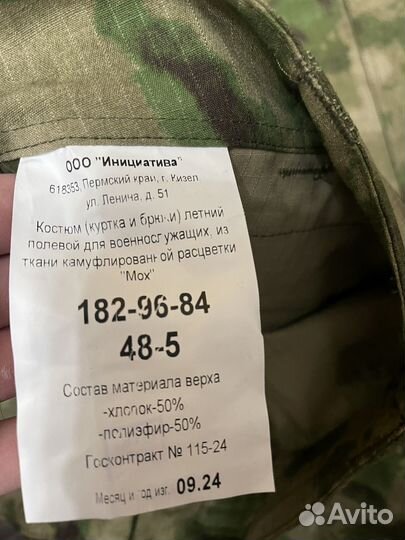 ООО "Инициатива"
618353, Пермский край, г. Кизел
ул. Ленина, д. 51
Костюм (куртка и брюки) летний
полевой для военнослужащих, из
ткани камуфлированной расцветки
"Мох"
182-96-84
48-5
Состав материала верха
-хлопок-50%
-полиэфир-50%
Госконтракт № 115-24
Месяц и год изг. 09.24
Avito